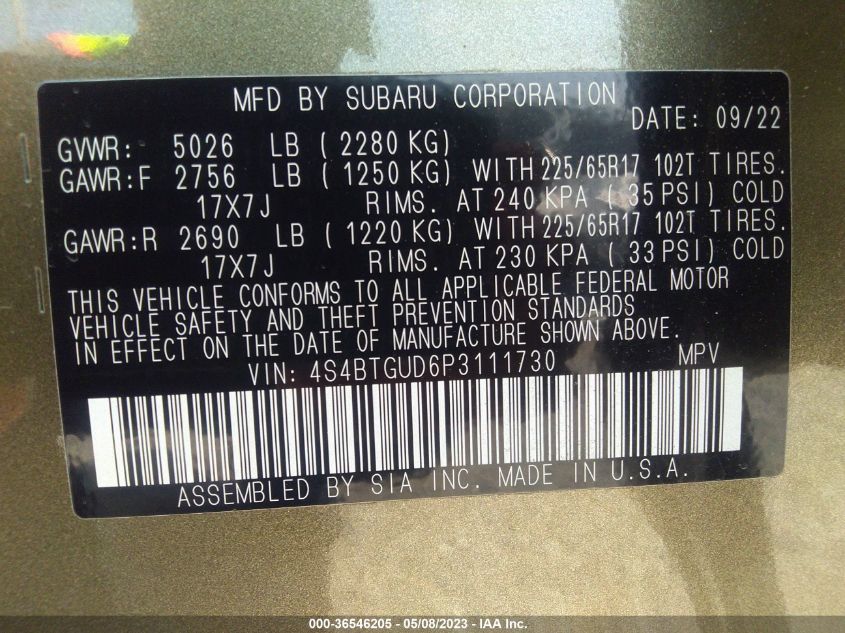 MFD BY SUBARU CORPORATION
DATE: 09/22
GVWR: 5026 LB ( 2280 KG)
GAWR:F 2756 LB ( 1250 KG) WITH 225/65R17 102T TIRES.
17X7J RIMS. AT 240 KPA ( 35 PSI) COLD
GAWR:R 2690 LB ( 1220 KG) WITH 225/65R17 102T TIRES.
17X7J RIMS. AT 230 KPA ( 33 PSI) COLD
THIS VEHICLE CONFORMS TO ALL APPLICABLE FEDERAL MOTOR
VEHICLE SAFETY AND THEFT PREVENTION STANDARDS
IN EFFECT ON THE DATE OF MANUFACTURE SHOWN ABOVE.
VIN: 4S4BTGUD6P3111730 MPV
ASSEMBLED BY SIA INC. MADE IN U.S.A.
000-36546205 - 05/08/2023 - IAA Inc.